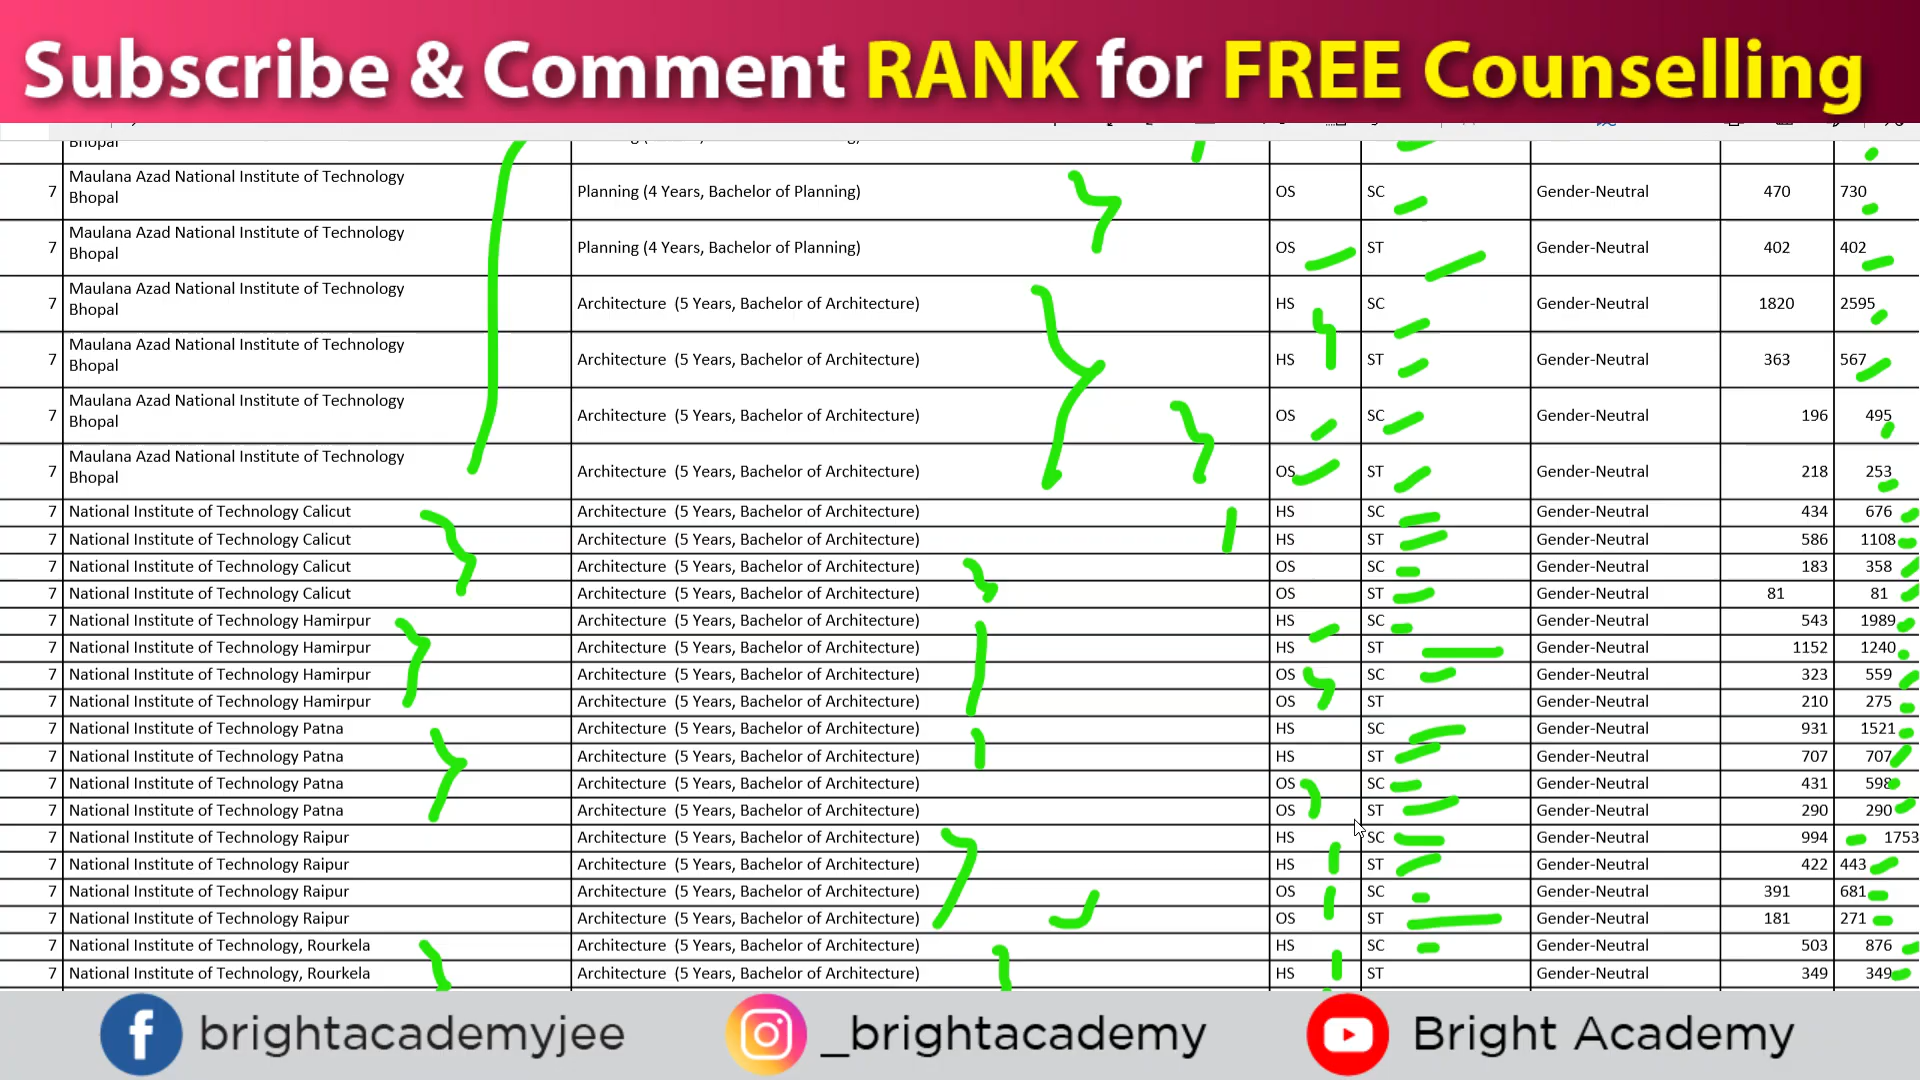 Subscribe & Comment RANK for FREE Counselling
Bhopal
7 Maulana Azad National Institute of Technology Bhopal Planning (4 Years, Bachelor of Planning) OS SC Gender-Neutral 470 730
7 Maulana Azad National Institute of Technology Bhopal Planning (4 Years, Bachelor of Planning) OS ST Gender-Neutral 402 402
7 Maulana Azad National Institute of Technology Bhopal Architecture (5 Years, Bachelor of Architecture) HS SC Gender-Neutral 1820 2595
7 Maulana Azad National Institute of Technology Bhopal Architecture (5 Years, Bachelor of Architecture) HS ST Gender-Neutral 363 567
7 Maulana Azad National Institute of Technology Bhopal Architecture (5 Years, Bachelor of Architecture) OS SC Gender-Neutral 196 495
7 Maulana Azad National Institute of Technology Bhopal Architecture (5 Years, Bachelor of Architecture) OS ST Gender-Neutral 218 253
7 National Institute of Technology Calicut Architecture (5 Years, Bachelor of Architecture) HS SC Gender-Neutral 434 676
7 National Institute of Technology Calicut Architecture (5 Years, Bachelor of Architecture) HS ST Gender-Neutral 586 1108
7 National Institute of Technology Calicut Architecture (5 Years, Bachelor of Architecture) OS SC Gender-Neutral 183 358
7 National Institute of Technology Calicut Architecture (5 Years, Bachelor of Architecture) OS ST Gender-Neutral 81 81
7 National Institute of Technology Hamirpur Architecture (5 Years, Bachelor of Architecture) HS SC Gender-Neutral 543 1989
7 National Institute of Technology Hamirpur Architecture (5 Years, Bachelor of Architecture) HS ST Gender-Neutral 1152 1240
7 National Institute of Technology Hamirpur Architecture (5 Years, Bachelor of Architecture) OS SC Gender-Neutral 323 559
7 National Institute of Technology Hamirpur Architecture (5 Years, Bachelor of Architecture) OS ST Gender-Neutral 210 275
7 National Institute of Technology Patna Architecture (5 Years, Bachelor of Architecture) HS SC Gender-Neutral 931 1521
7 National Institute of Technology Patna Architecture (5 Years, Bachelor of Architecture) HS ST Gender-Neutral 707 707
7 National Institute of Technology Patna Architecture (5 Years, Bachelor of Architecture) OS SC Gender-Neutral 431 598
7 National Institute of Technology Patna Architecture (5 Years, Bachelor of Architecture) OS ST Gender-Neutral 290 290
7 National Institute of Technology Raipur Architecture (5 Years, Bachelor of Architecture) HS SC Gender-Neutral 994 1753
7 National Institute of Technology Raipur Architecture (5 Years, Bachelor of Architecture) HS ST Gender-Neutral 422 443
7 National Institute of Technology Raipur Architecture (5 Years, Bachelor of Architecture) OS SC Gender-Neutral 391 681
7 National Institute of Technology Raipur Architecture (5 Years, Bachelor of Architecture) OS ST Gender-Neutral 181 271
7 National Institute of Technology, Rourkela Architecture (5 Years, Bachelor of Architecture) HS SC Gender-Neutral 503 876
7 National Institute of Technology, Rourkela Architecture (5 Years, Bachelor of Architecture) HS ST Gender-Neutral 349 349
brightacademyjee _brightacademy Bright Academy